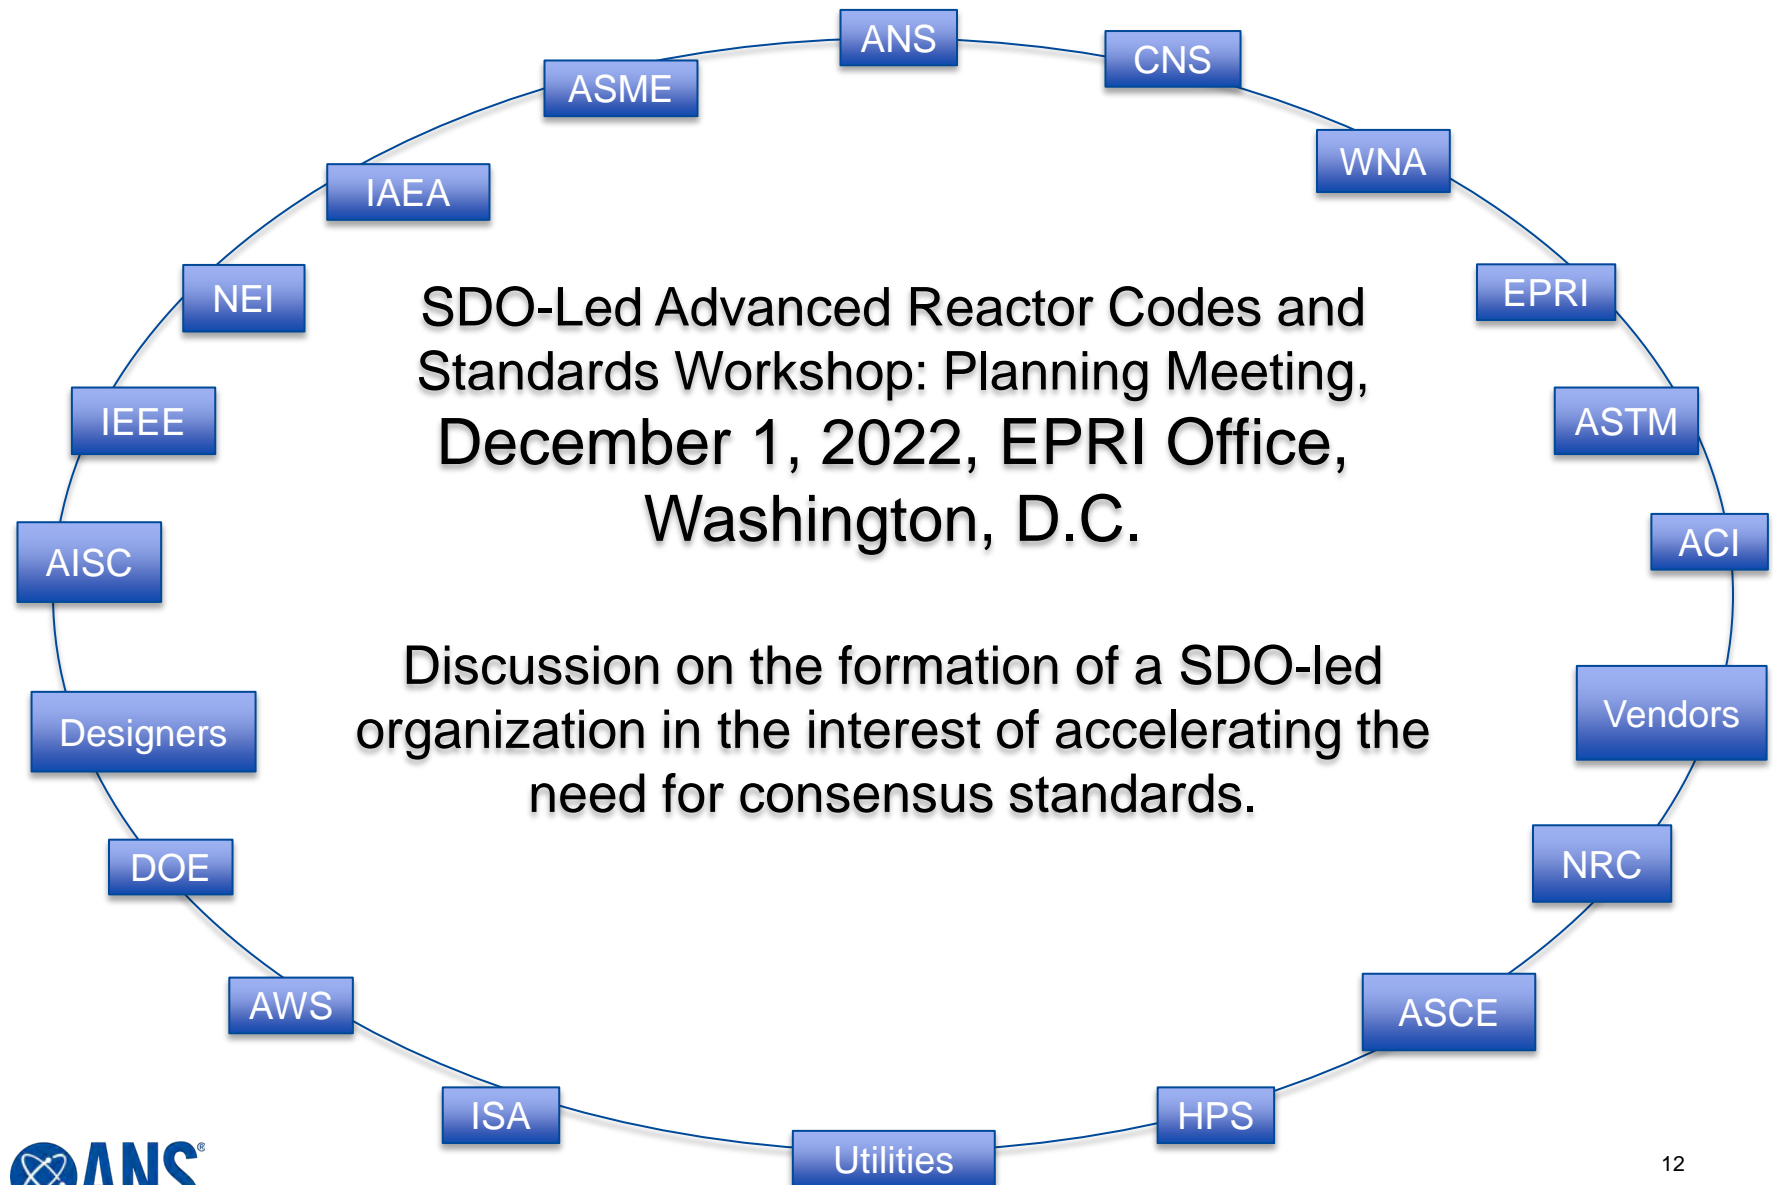 ANS
CNS
ASME
WNA
IAEA
EPRI
NEI
SDO-Led Advanced Reactor Codes and
Standards Workshop: Planning Meeting,
December 1, 2022, EPRI Office,
Washington, D.C.
IEEE
ASTM
AISC
ACI
Discussion on the formation of a SDO-led
organization in the interest of accelerating the
need for consensus standards.
Designers
Vendors
DOE
NRC
AWS
ASCE
ISA
HPS
Utilities
ANS®
12